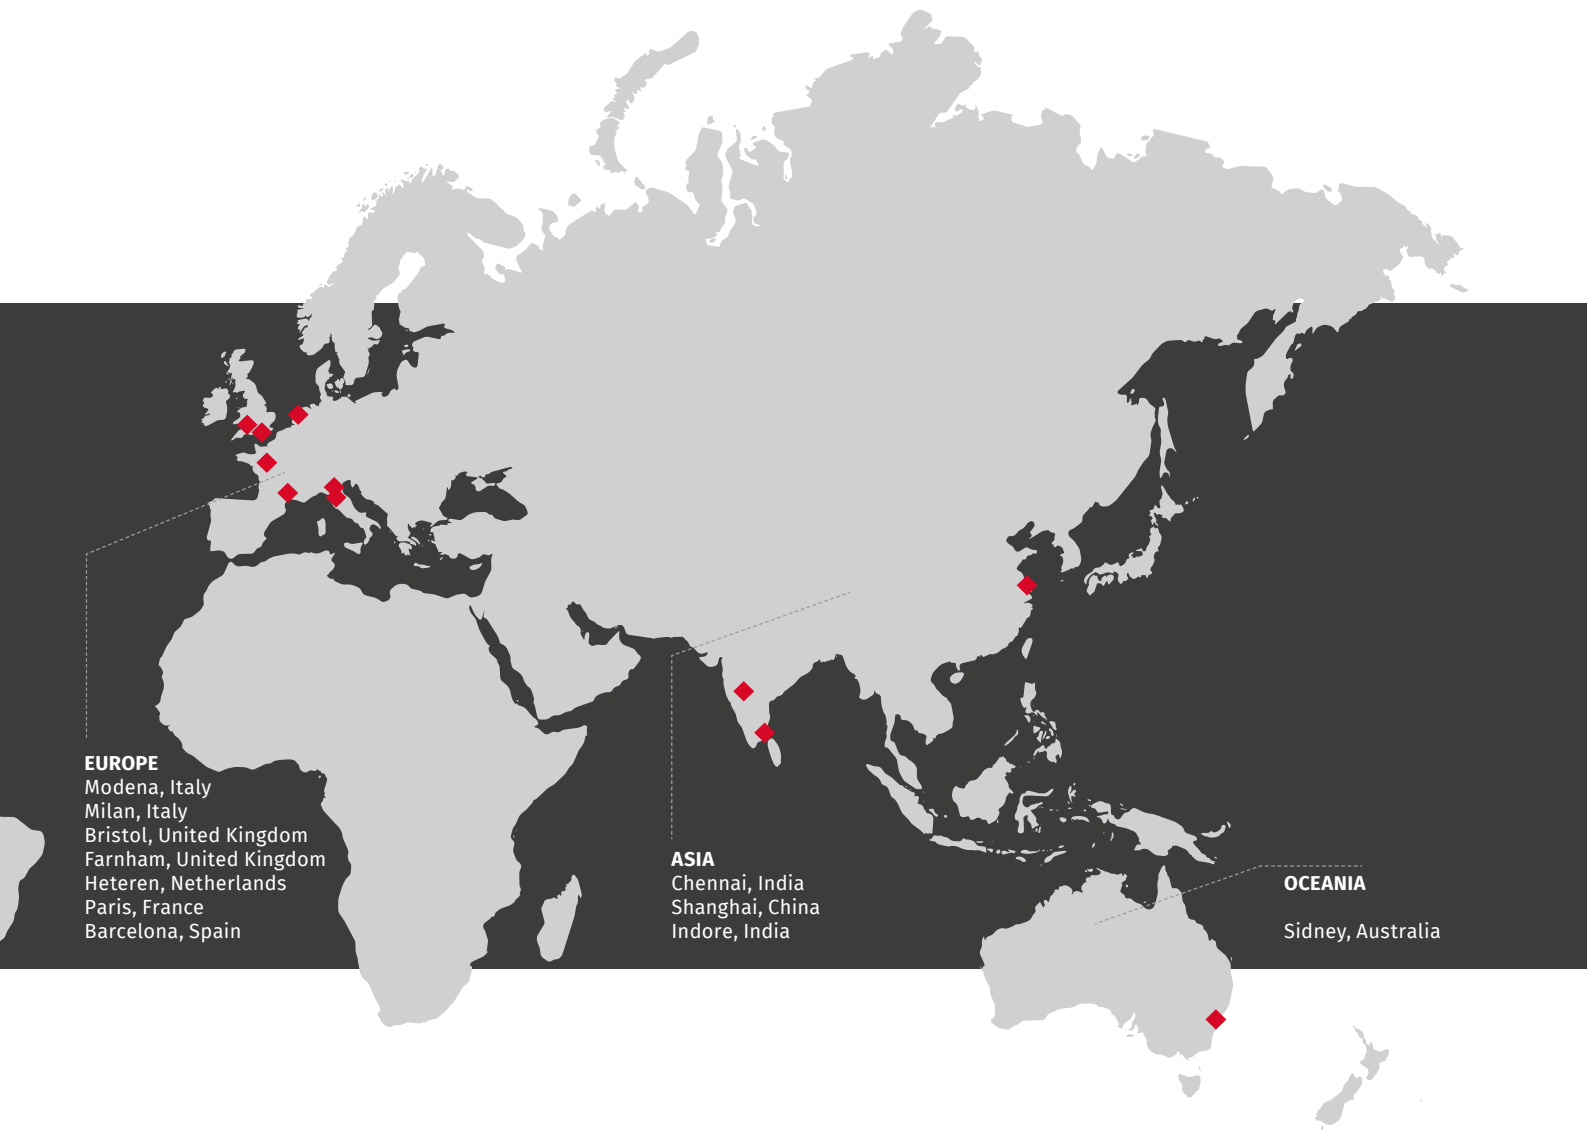 EUROPE
Modena, Italy
Milan, Italy
Bristol, United Kingdom
Farnham, United Kingdom
Heteren, Netherlands
Paris, France
Barcelona, Spain
ASIA
Chennai, India
Shanghai, China
Indore, India
OCEANIA
Sidney, Australia